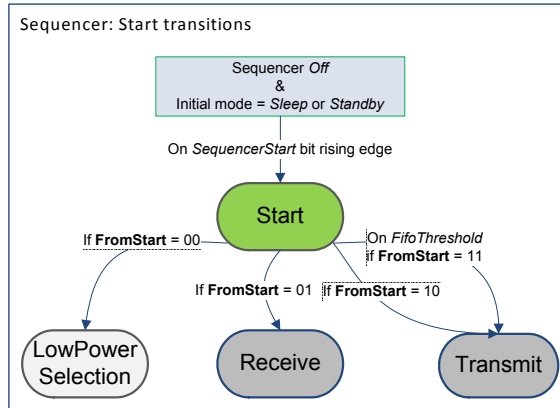 Sequencer: Start transitions
Sequencer Off
&
Initial mode = Sleep or Standby
On SequencerStart bit rising edge
Start
If FromStart = 00
On FifoThreshold
if FromStart = 11
If FromStart = 01
If FromStart = 10
LowPower
Selection
Receive
Transmit